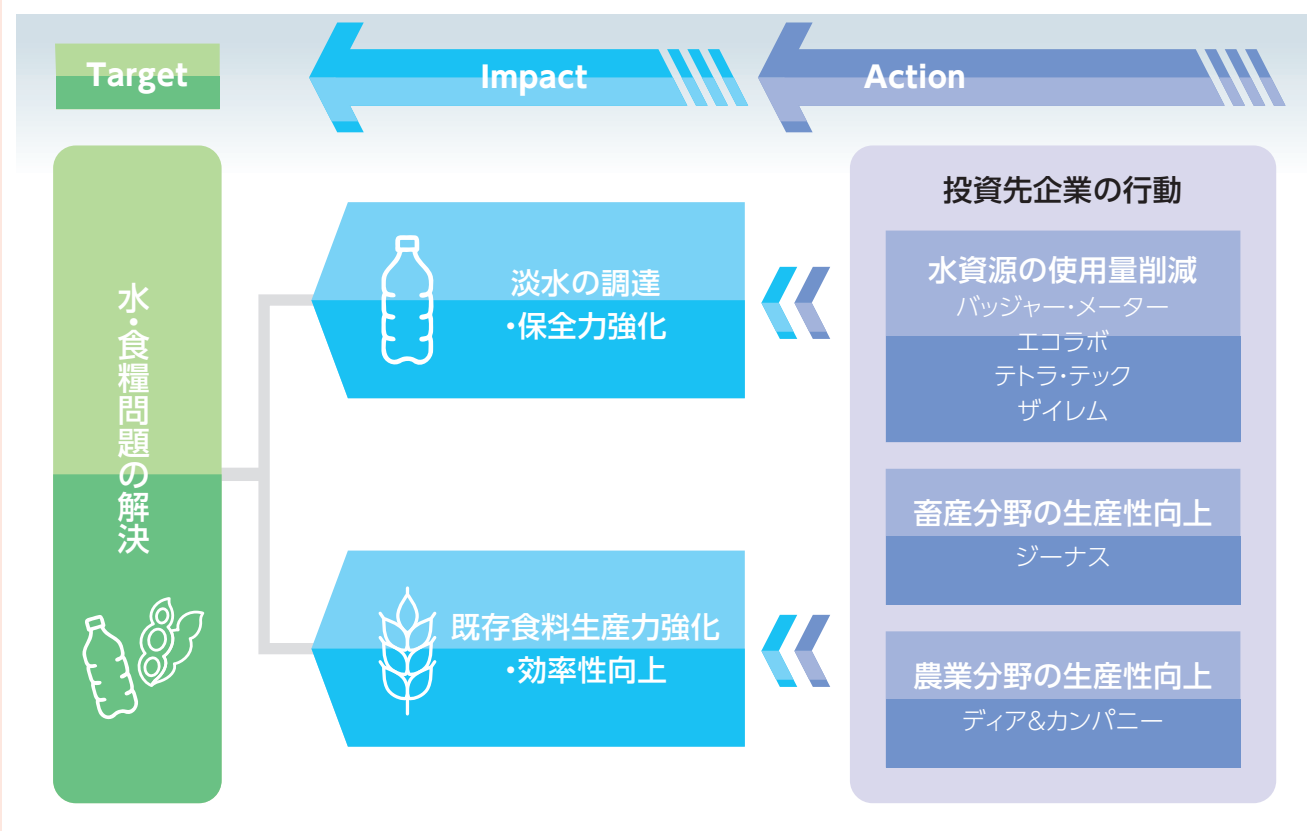 Target
Impact
Action
水・食糧問題の解決
淡水の調達
・保全力強化
既存食料生産力強化
・効率性向上
投資先企業の行動
水資源の使用量削減
バッジャー・メーター
エコラボ
テトラ・テック
ザイレム
畜産分野の生産性向上
ジーナス
農業分野の生産性向上
ディア&カンパニー